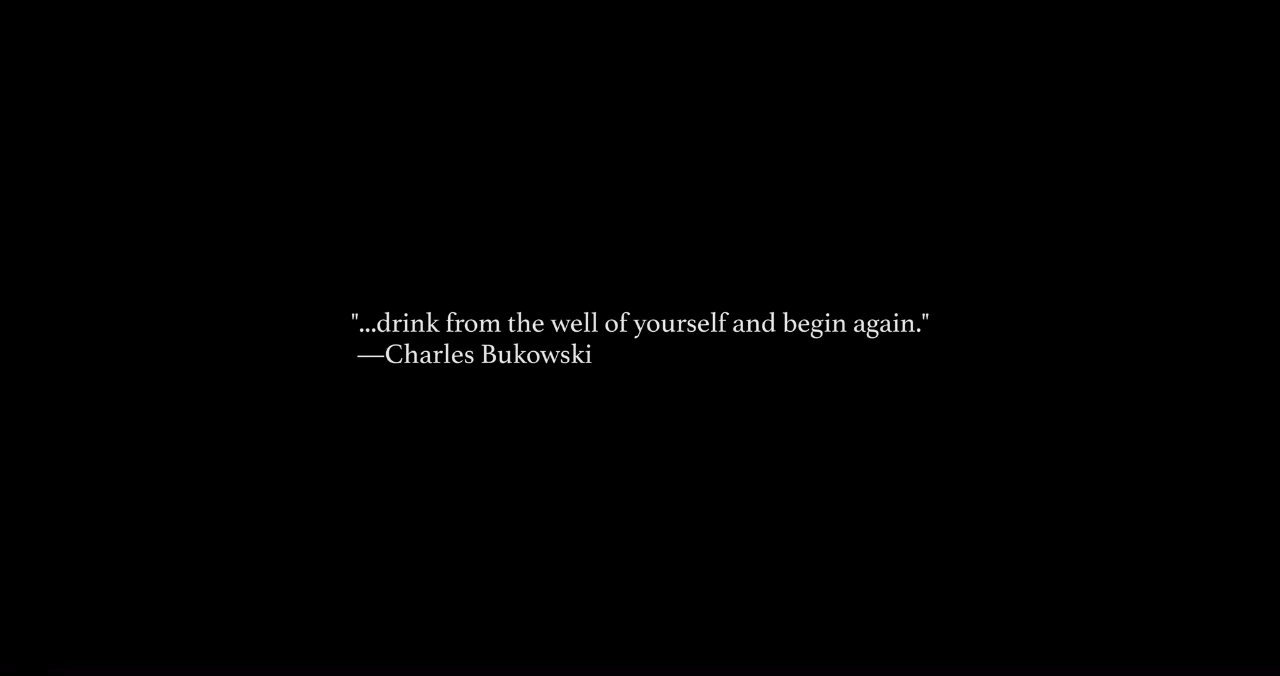 "...drink from the well of yourself and begin again."
—Charles Bukowski